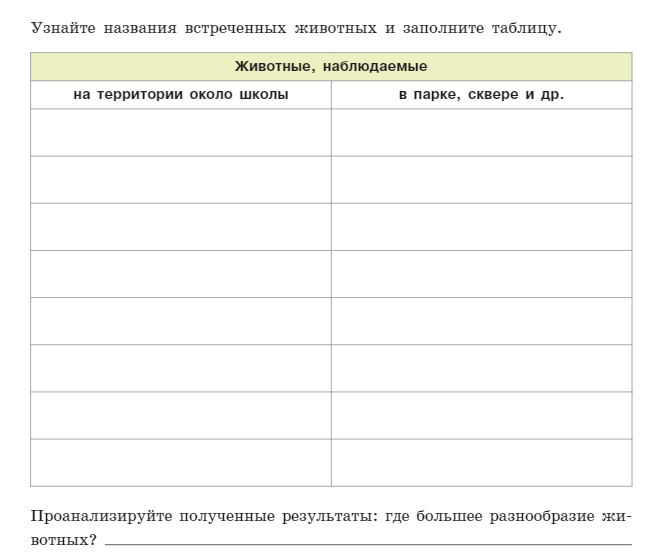 Узнайте названия встреченных животных и заполните таблицу.
Животные, наблюдаемые
на территории около школы
в парке, сквере и др.
Проанализируйте полученные результаты: где большее разнообразие жи-
вотных?